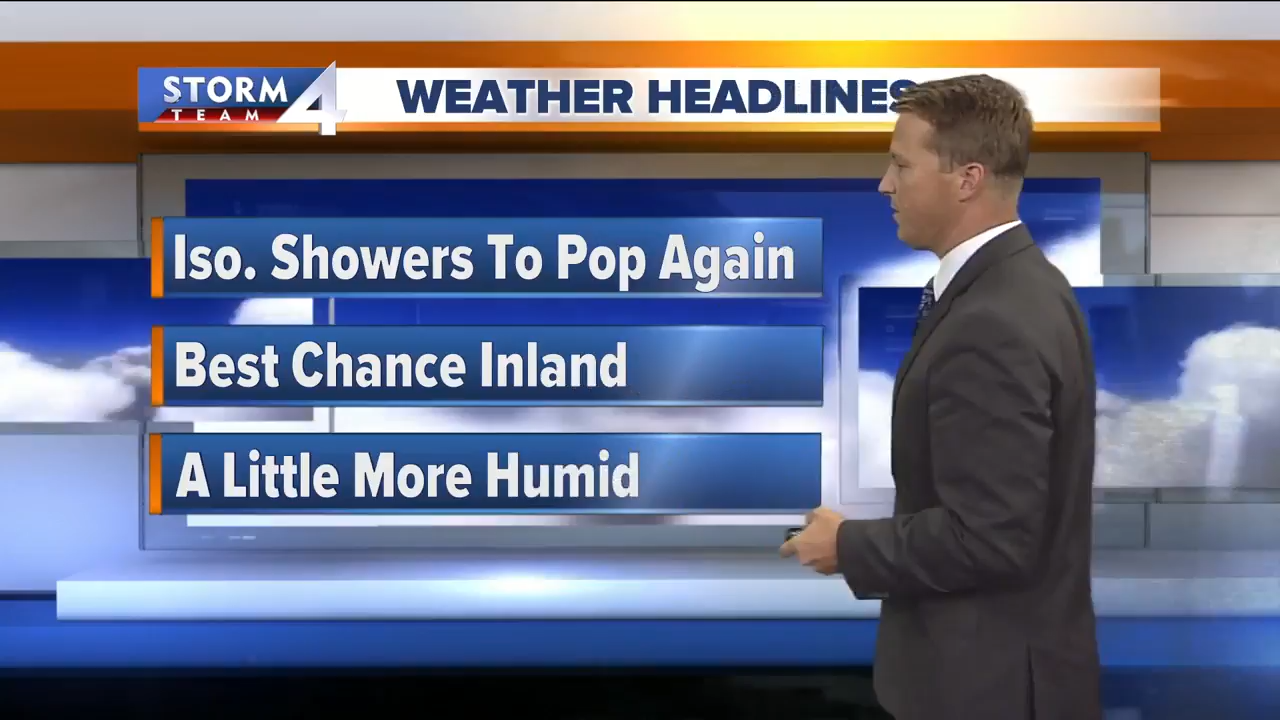 STORM
TEAM
4
WEATHER HEADLINES
Iso. Showers To Pop Again
Best Chance Inland
A Little More Humid